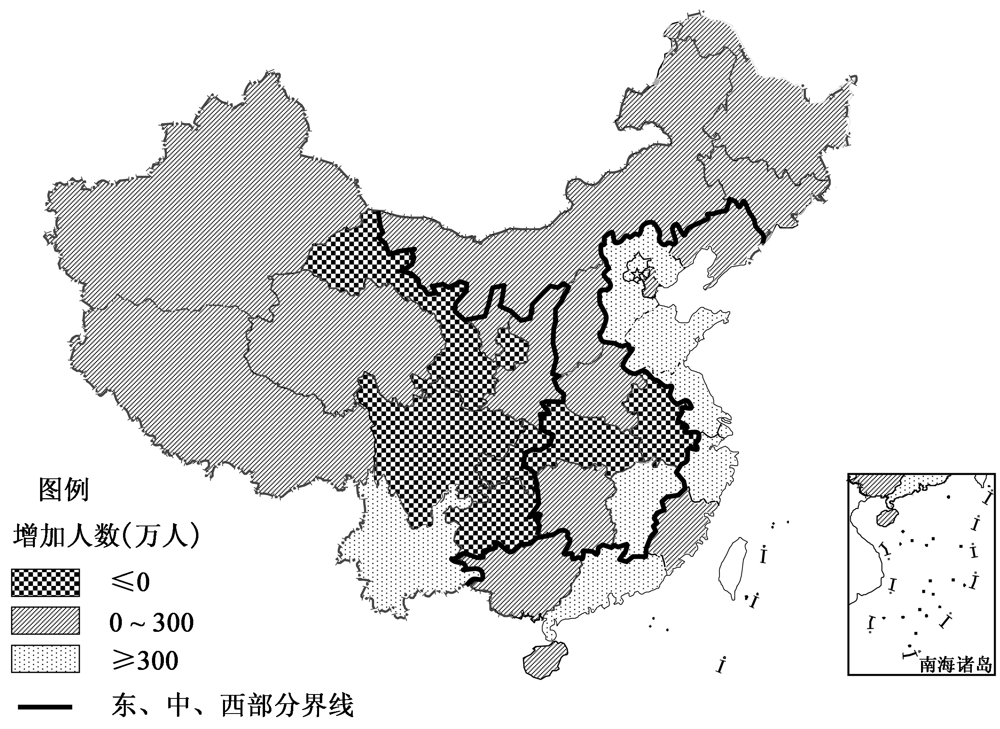 图例
增加人数(万人)
≤0
0~300
≥300
东、中、西部分界线
南海诸岛